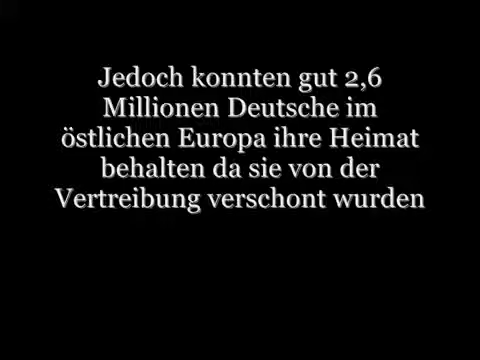 Jedoch konnten gut 2,6
Millionen Deutsche im
östlichen Europa ihre Heimat
behalten da sie von der
Vertreibung verschont wurden